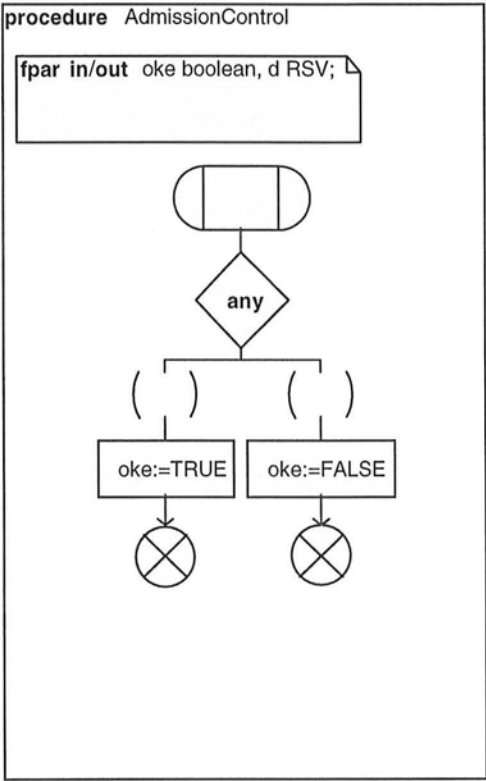 procedure AdmissionControl
fpar in/out oke boolean, d RSV;
any
( ) ( )
oke:=TRUE oke:=FALSE